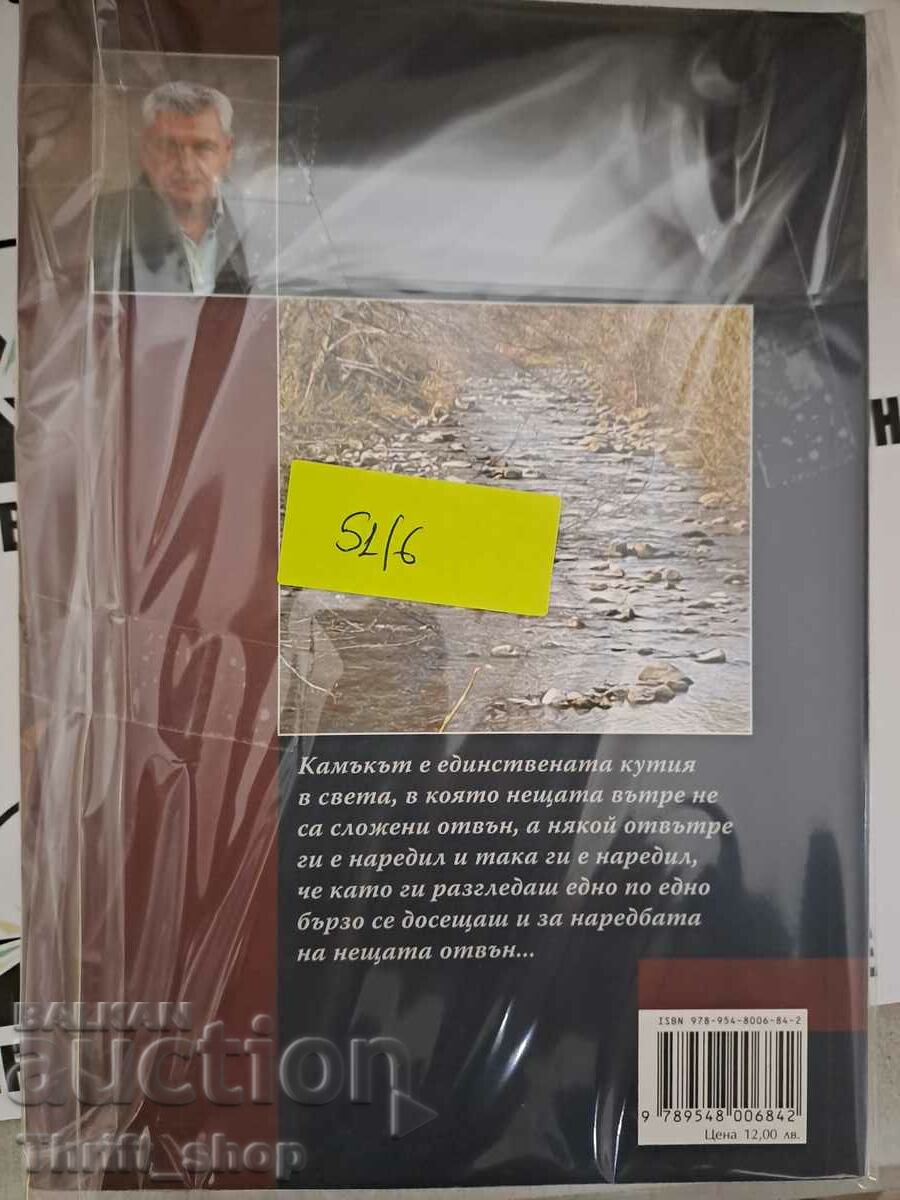 51/6
Камъкът е единствената кутия
в света, в която нещата вътре не
са сложени отвън, а някой отвътре
ги е наредил и така ги е наредил,
че като ги разгледаш едно по едно
бързо се досещаш и за наредбата
на нещата отвън...
ISBN 978-954-8006-84-2
9 789548 006842
Цена 12,00 лв.
BALKAN
auction
Thrift_shop